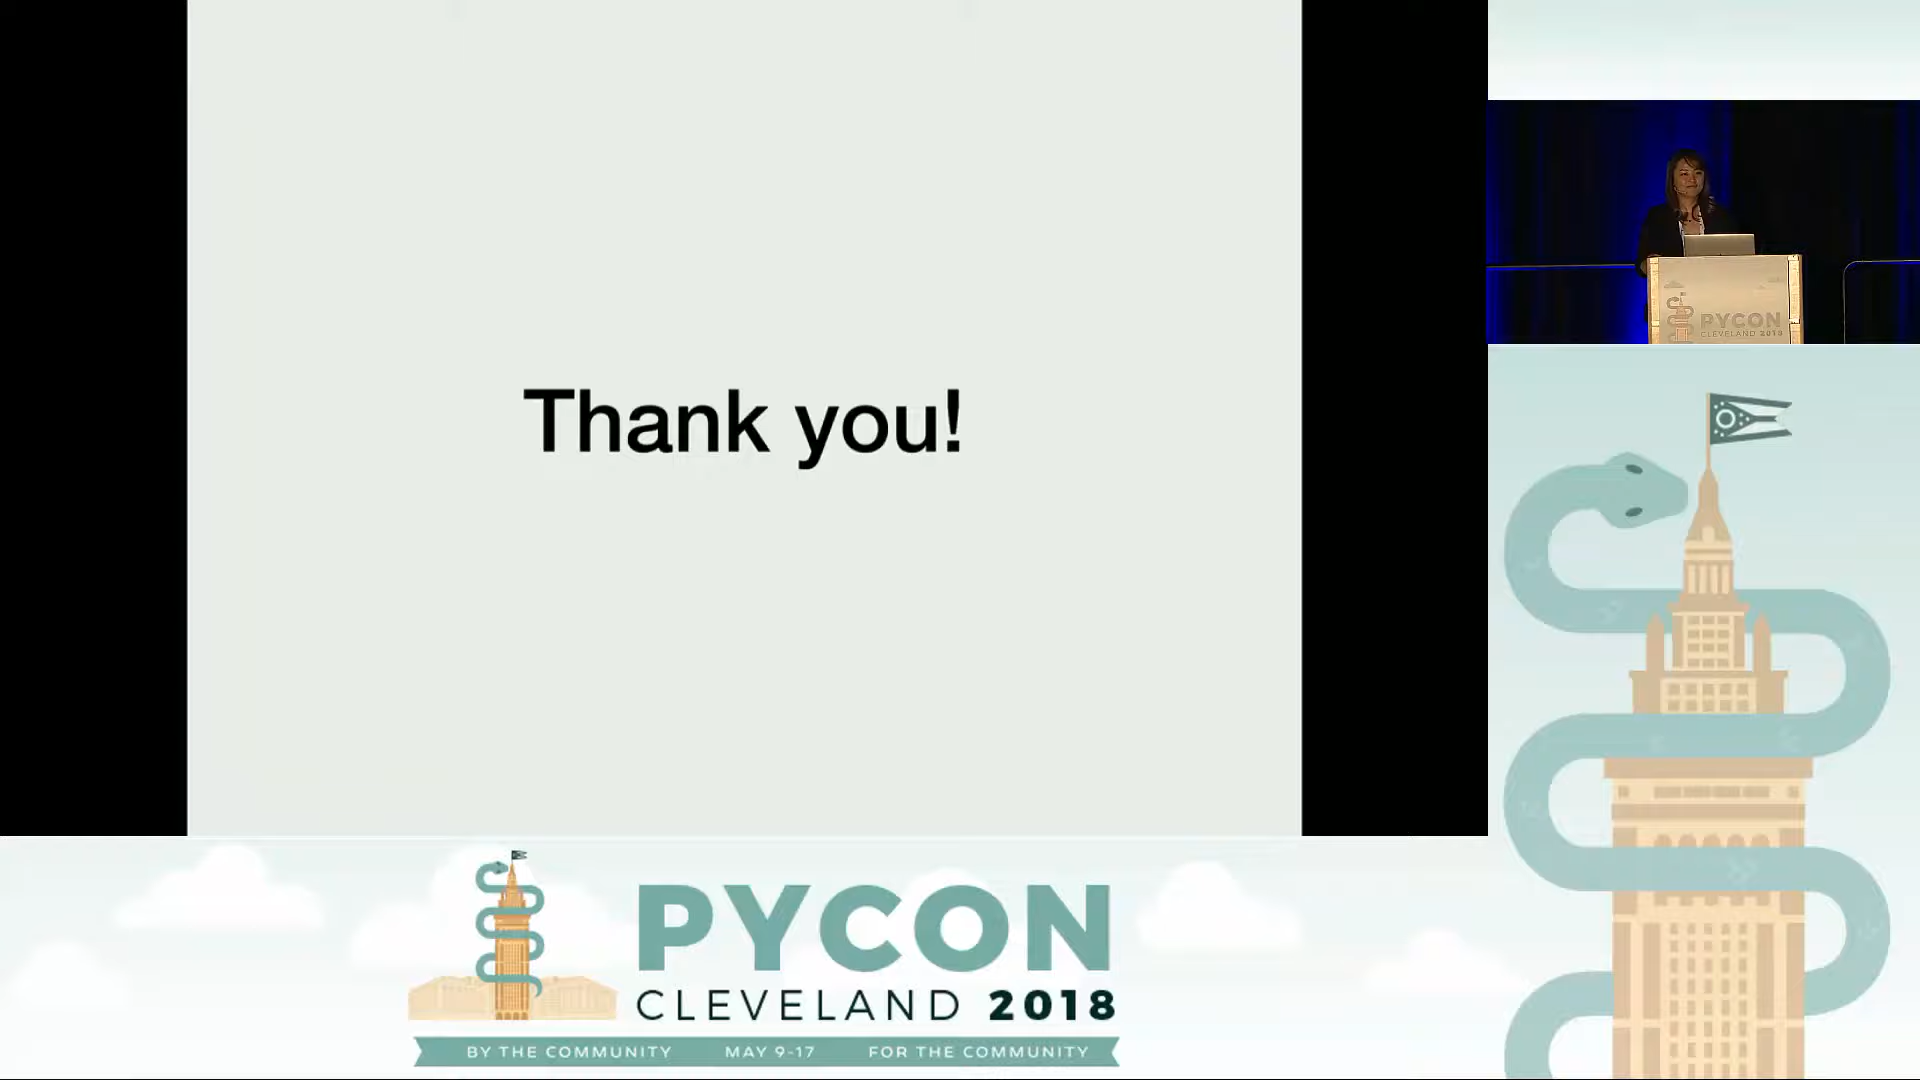 Thank you!
PYCON
CLEVELAND 2018
PYCON
CLEVELAND 2018
BY THE COMMUNITY MAY 9-17 FOR THE COMMUNITY